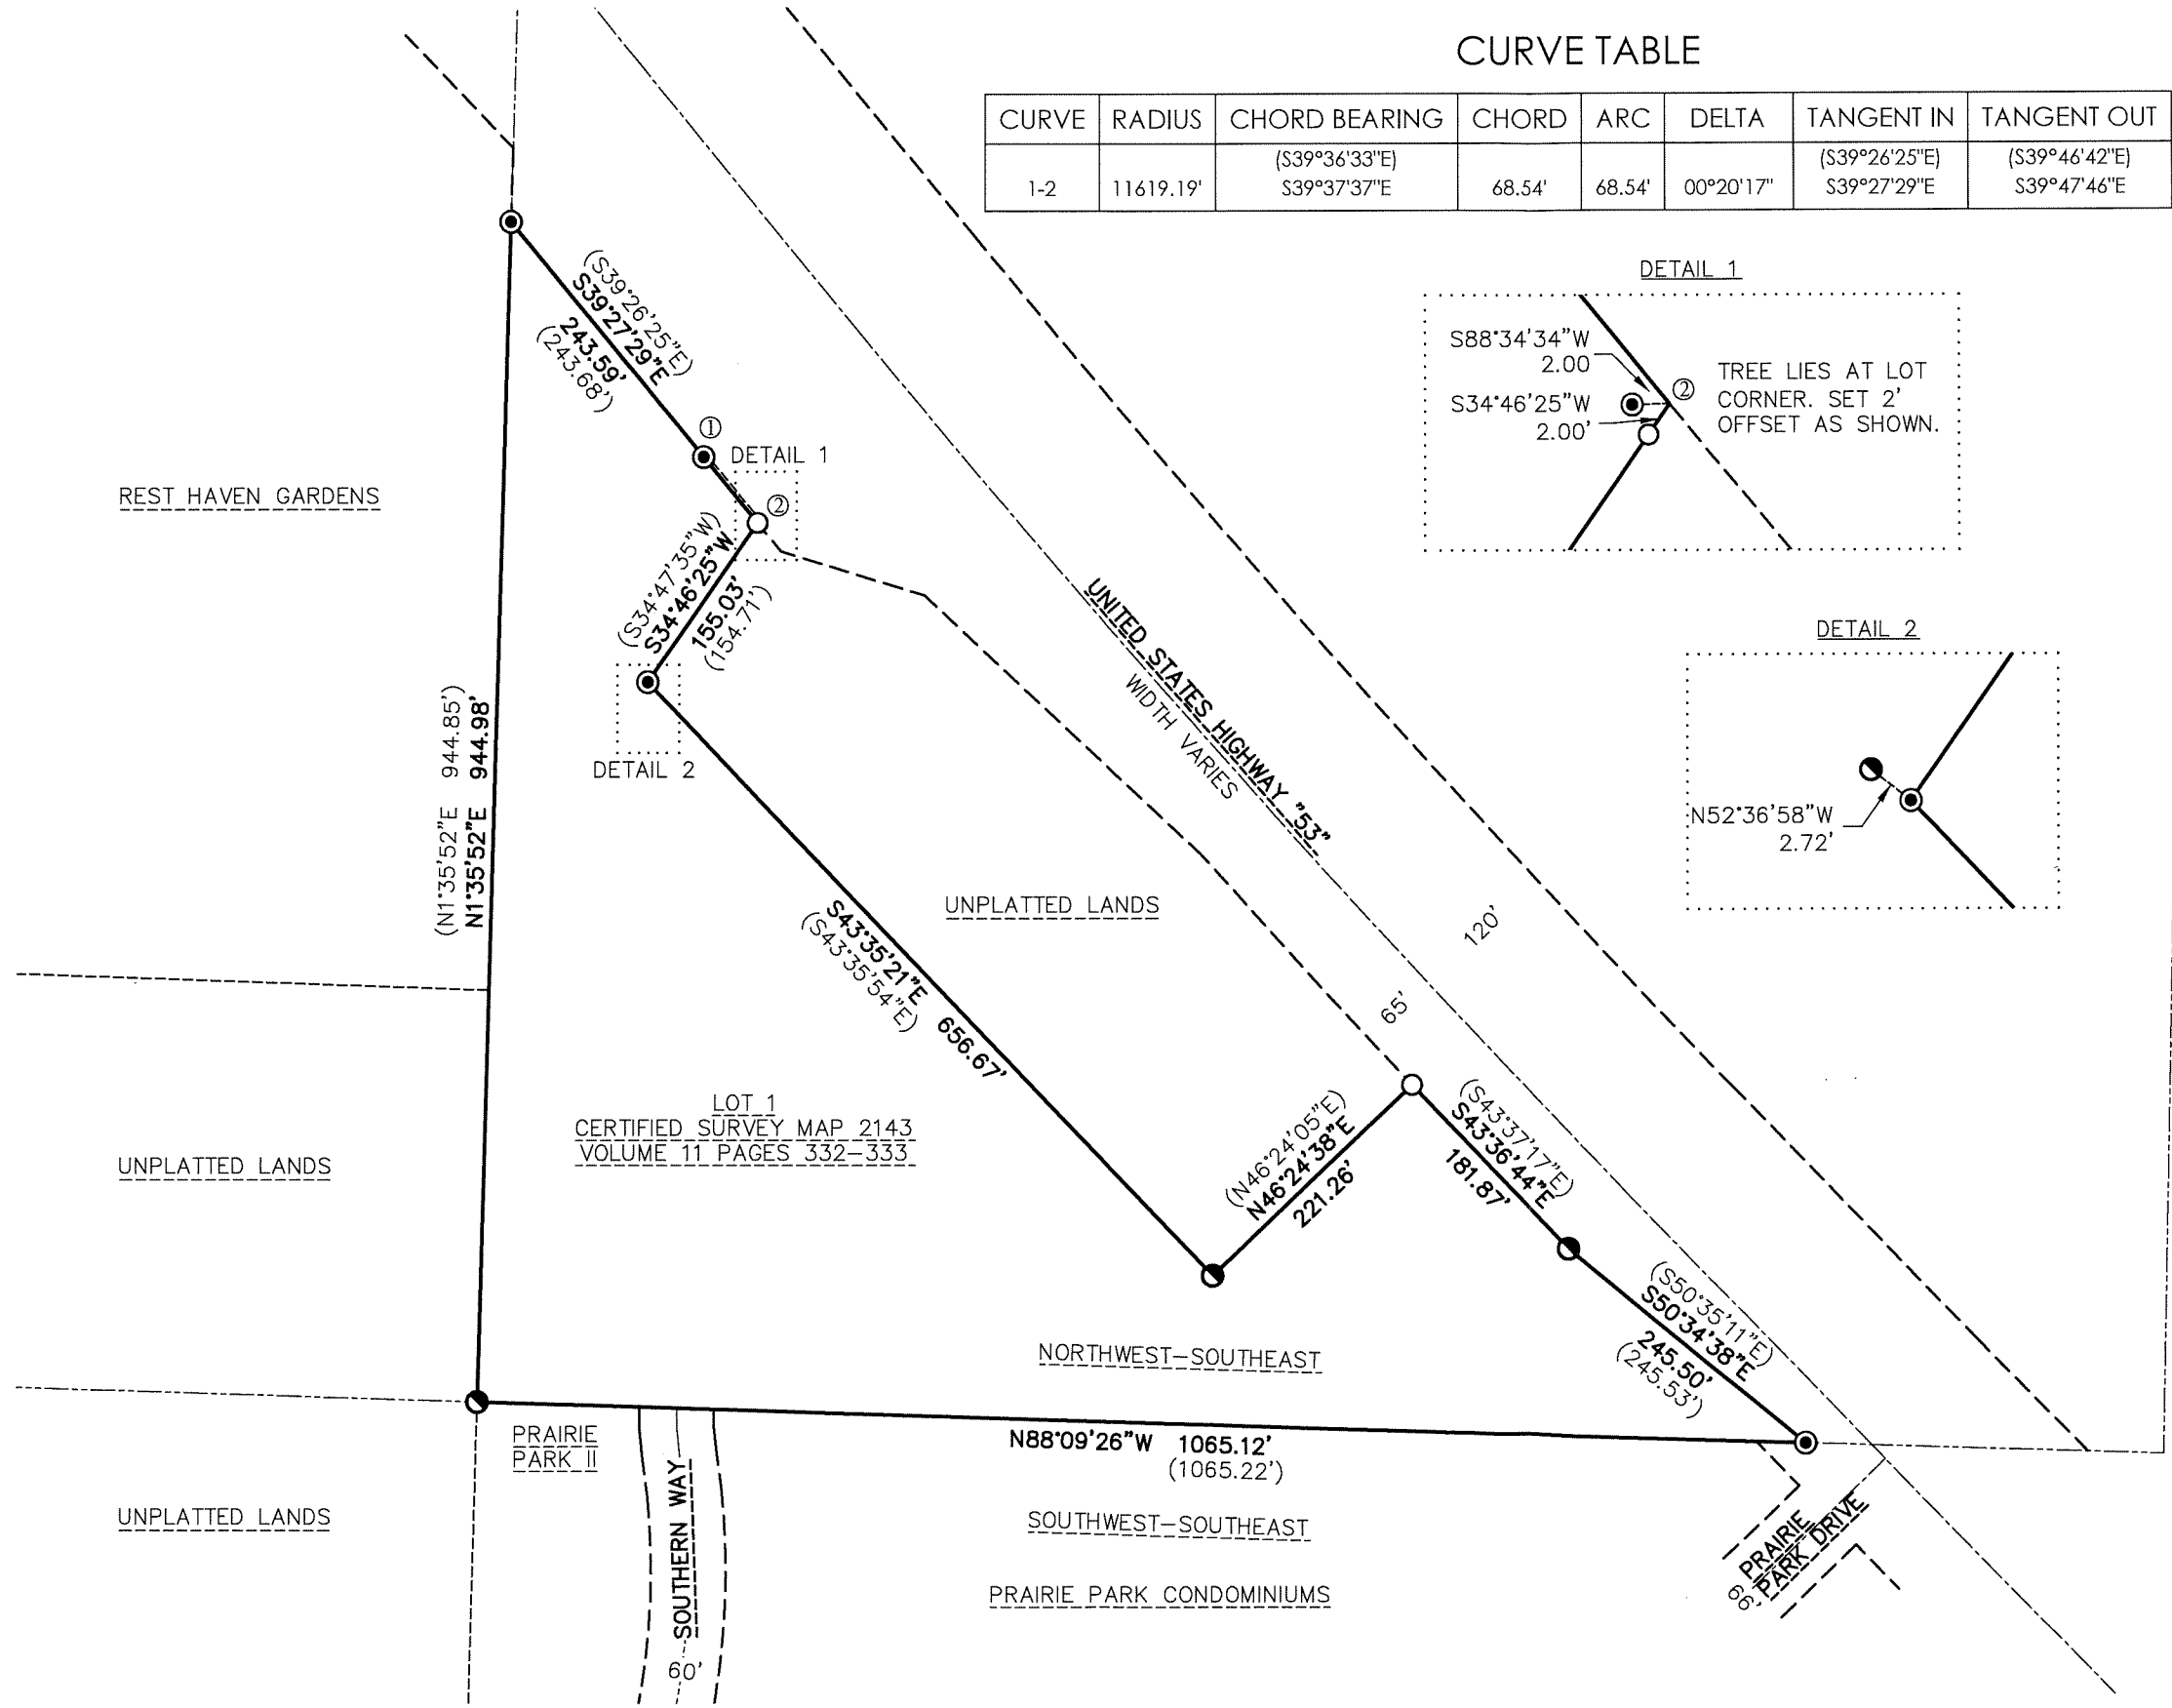 CURVE TABLE
CURVE RADIUS CHORD BEARING CHORD ARC DELTA TANGENT IN TANGENT OUT
(S39°36'33"E) (S39°26'25"E) (S39°46'42"E)
1-2 11619.19' S39°37'37"E 68.54' 68.54' 00°20'17" S39°27'29"E S39°47'46"E
DETAIL 1
S88°34'34"W
2.00
S34°46'25"W
2.00'
②
TREE LIES AT LOT
CORNER. SET 2'
OFFSET AS SHOWN.
(S39°26'25"E)
S39°27'29"E
243.59'
(243.68')
①
DETAIL 1
②
REST HAVEN GARDENS
(S34°47'35"W)
S34°46'25"W
155.03'
(154.71')
DETAIL 2
UNITED STATES HIGHWAY "53"
WIDTH VARIES
DETAIL 2
N52°36'58"W
2.72'
(N1°35'52"E 944.85')
N1°35'52"E 944.98'
UNPLATTED LANDS
120'
65'
S43°35'21"E 656.67'
(S43°35'54"E)
LOT 1
CERTIFIED SURVEY MAP 2143
VOLUME 11 PAGES 332-333
UNPLATTED LANDS
(N46°24'05"E)
N46°24'38"E
221.26'
(S43°37'17"E)
S43°36'44"E
181.87'
(S50°35'11"E)
S50°34'38"E
245.50'
(245.53')
NORTHWEST-SOUTHEAST
PRAIRIE
PARK II
N88°09'26"W 1065.12'
(1065.22')
UNPLATTED LANDS
SOUTHERN WAY
60'
SOUTHWEST-SOUTHEAST
PRAIRIE PARK CONDOMINIUMS
PRAIRIE
PARK DRIVE
66'